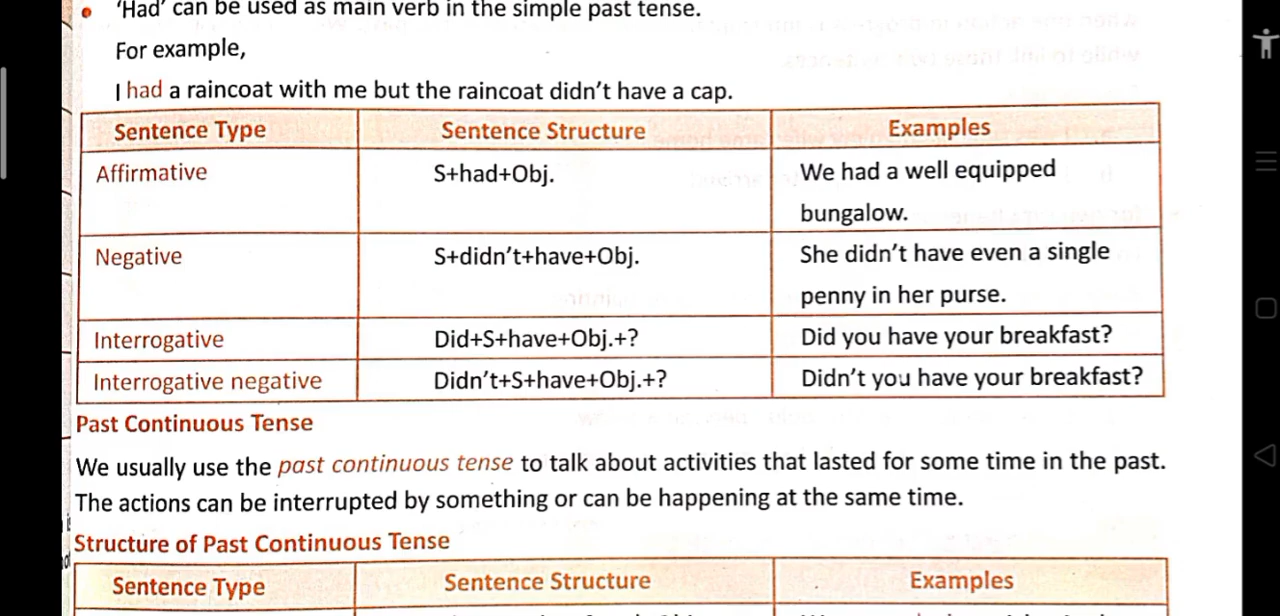 • 'Had' can be used as main verb in the simple past tense.
For example,
I had a raincoat with me but the raincoat didn't have a cap.
Sentence Type Sentence Structure Examples
Affirmative S+had+Obj. We had a well equipped
bungalow.
Negative S+didn't+have+Obj. She didn't have even a single
penny in her purse.
Interrogative Did+S+have+Obj.+? Did you have your breakfast?
Interrogative negative Didn't+S+have+Obj.+? Didn't you have your breakfast?
Past Continuous Tense
We usually use the past continuous tense to talk about activities that lasted for some time in the past.
The actions can be interrupted by something or can be happening at the same time.
Structure of Past Continuous Tense
Sentence Type Sentence Structure Examples